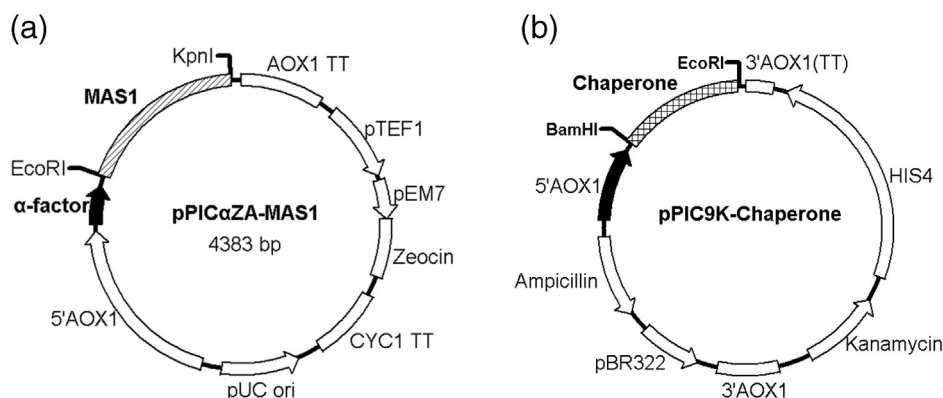 (a)
KpnI
AOX1 TT
MAS1
pTEF1
EcoRI
pEM7
α-factor
pPICαZA-MAS1
4383 bp
Zeocin
5'AOX1
CYC1 TT
pUC ori
(b)
EcoRI
3'AOX1(TT)
Chaperone
BamHI
HIS4
5'AOX1
pPIC9K-Chaperone
Ampicillin
Kanamycin
pBR322
3'AOX1